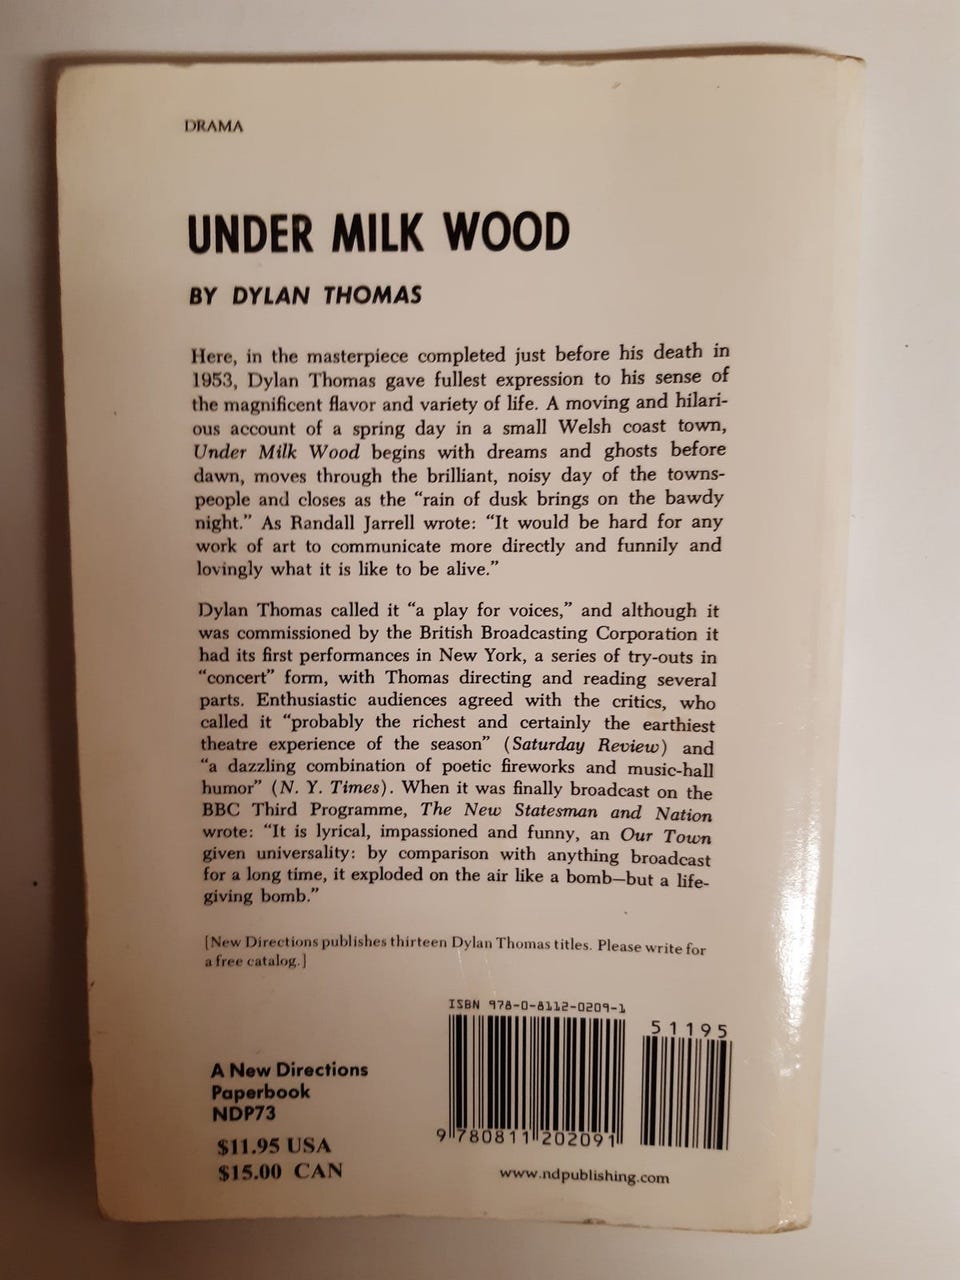 DRAMA
UNDER MILK WOOD
BY DYLAN THOMAS
Here, in the masterpiece completed just before his death in
1953, Dylan Thomas gave fullest expression to his sense of
the magnificent flavor and variety of life. A moving and hilari-
ous account of a spring day in a small Welsh coast town,
Under Milk Wood begins with dreams and ghosts before
dawn, moves through the brilliant, noisy day of the towns-
people and closes as the “rain of dusk brings on the bawdy
night.” As Randall Jarrell wrote: “It would be hard for any
work of art to communicate more directly and funnily and
lovingly what it is like to be alive.”
Dylan Thomas called it “a play for voices,” and although it
was commissioned by the British Broadcasting Corporation it
had its first performances in New York, a series of try-outs in
“concert” form, with Thomas directing and reading several
parts. Enthusiastic audiences agreed with the critics, who
called it “probably the richest and certainly the earthiest
theatre experience of the season” (Saturday Review) and
“a dazzling combination of poetic fireworks and music-hall
humor” (N. Y. Times). When it was finally broadcast on the
BBC Third Programme, The New Statesman and Nation
wrote: “It is lyrical, impassioned and funny, an Our Town
given universality: by comparison with anything broadcast
for a long time, it exploded on the air like a bomb—but a life-
giving bomb.”
[New Directions publishes thirteen Dylan Thomas titles. Please write for
a free catalog.]
ISBN 978-0-8112-0209-1
51195
A New Directions
Paperbook
NDP73
$11.95 USA
$15.00 CAN
9 780811 202091
www.ndpublishing.com